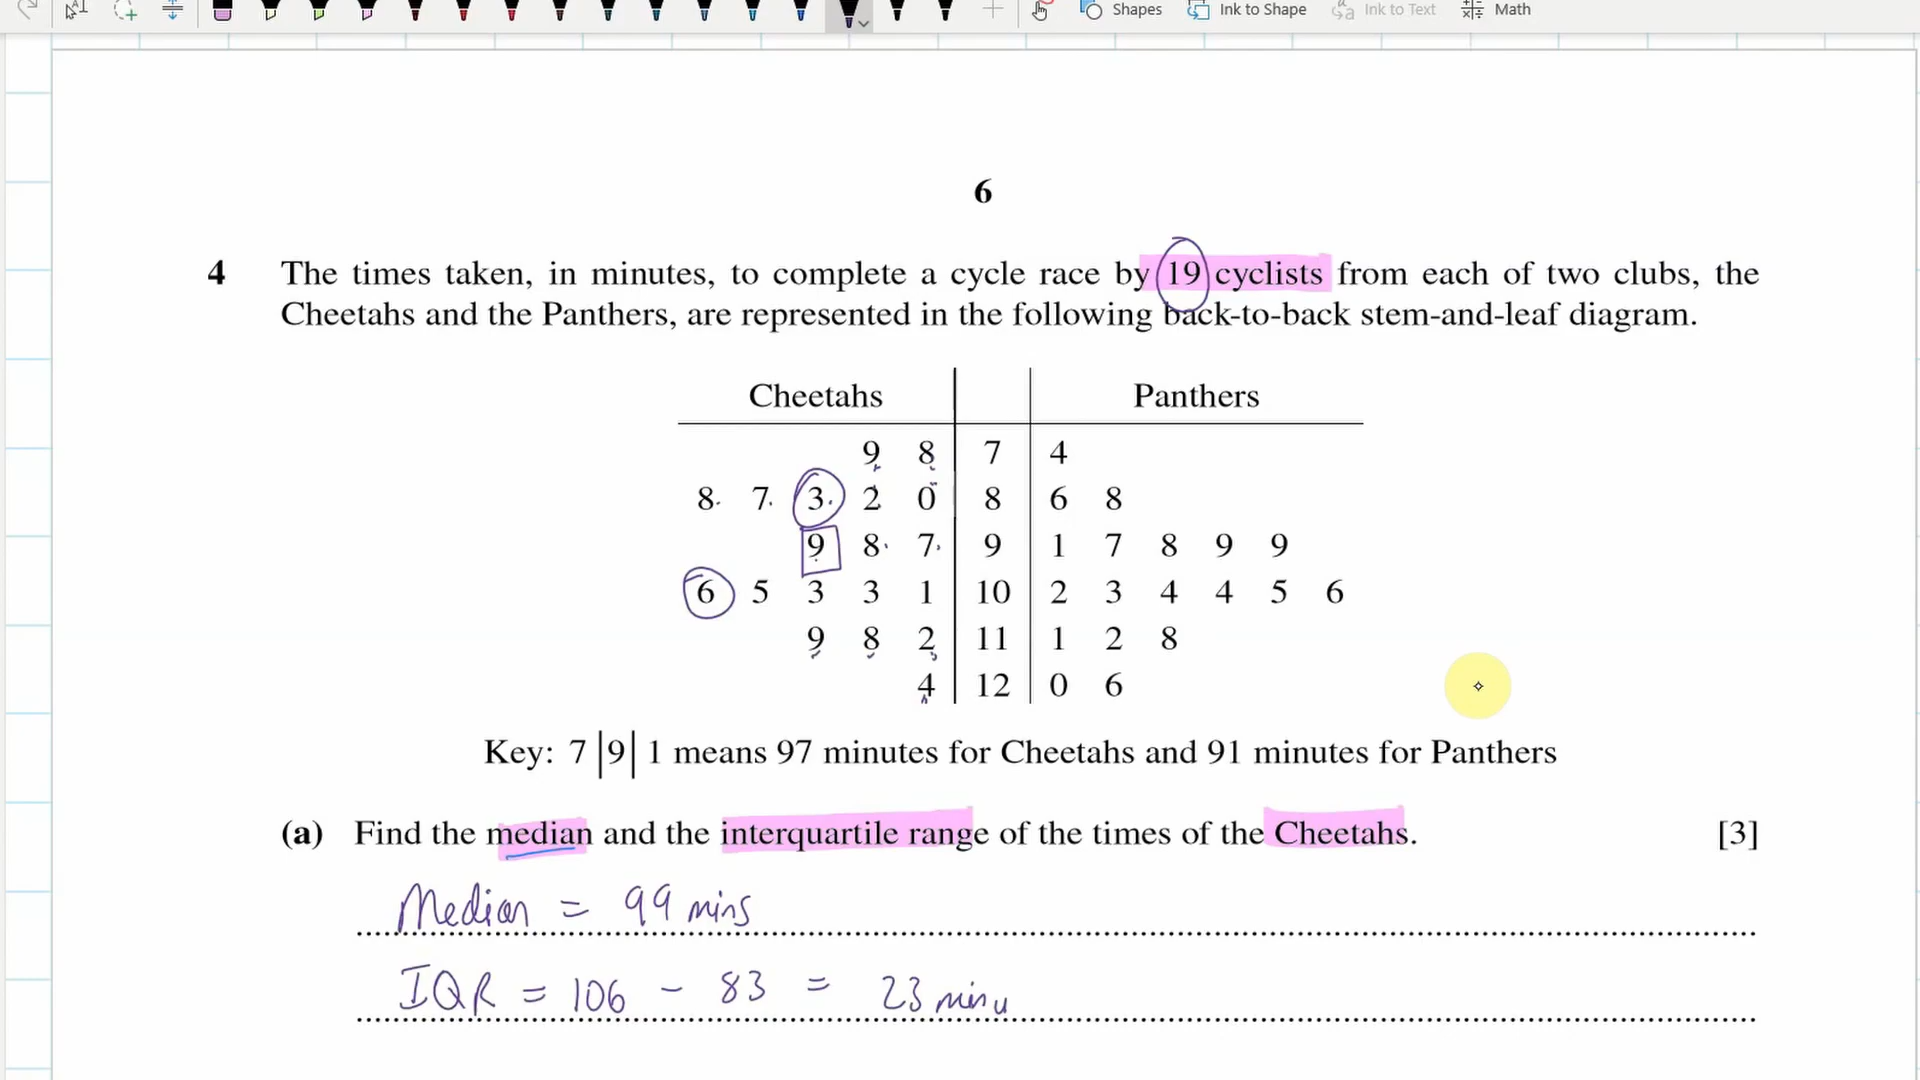 Shapes Ink to Shape Ink to Text Math
6
4 The times taken, in minutes, to complete a cycle race by 19 cyclists from each of two clubs, the
Cheetahs and the Panthers, are represented in the following back-to-back stem-and-leaf diagram.
Cheetahs Panthers
9 8 7 4
8 7 3 2 0 8 6 8
9 8 7 9 1 7 8 9 9
6 5 3 3 1 10 2 3 4 4 5 6
9 8 2 11 1 2 8
4 12 0 6
Key: 7 |9| 1 means 97 minutes for Cheetahs and 91 minutes for Panthers
(a) Find the median and the interquartile range of the times of the Cheetahs. [3]
Median = 99 mins
IQR = 106 - 83 = 23 minu